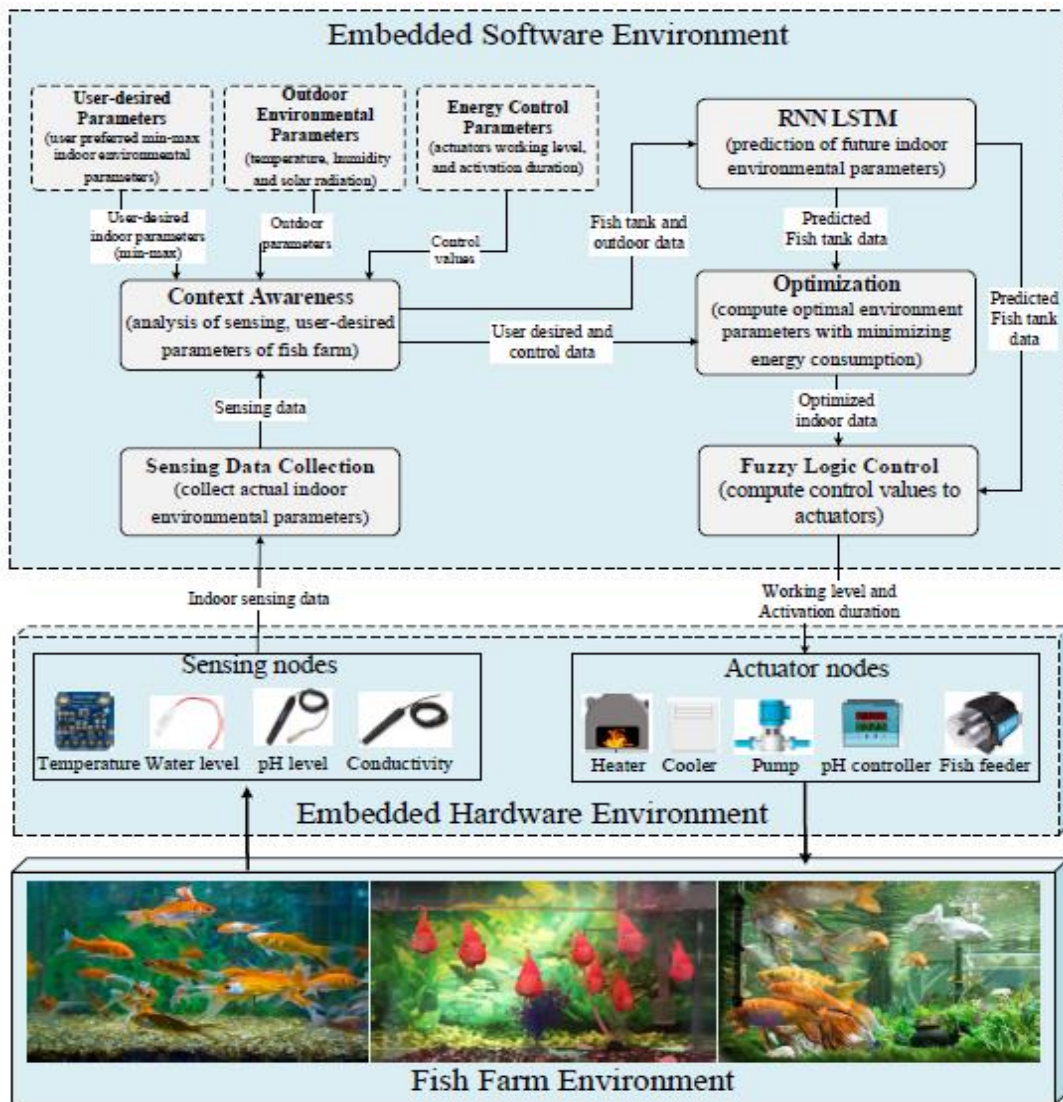 Embedded Software Environment
User-desired
Parameters
(user preferred min-max
indoor environmental
parameters)
Outdoor
Environmental
Parameters
(temperature, humidity
and solar radiation)
Energy Control
Parameters
(actuators working level,
and activation duration)
RNN LSTM
(prediction of future indoor
environmental parameters)
User-desired
indoor parameters
(min-max)
Outdoor
parameters
Control
values
Fish tank and
outdoor data
Predicted
Fish tank data
Context Awareness
(analysis of sensing, user-desired
parameters of fish farm)
User desired and
control data
Optimization
(compute optimal environment
parameters with minimizing
energy consumption)
Predicted
Fish tank
data
Sensing data
Optimized
indoor data
Sensing Data Collection
(collect actual indoor
environmental parameters)
Fuzzy Logic Control
(compute control values to
actuators)
Indoor sensing data
Working level and
Activation duration
Sensing nodes
Temperature
Water level
pH level
Conductivity
Actuator nodes
Heater
Cooler
Pump
pH controller
Fish feeder
Embedded Hardware Environment
Fish Farm Environment